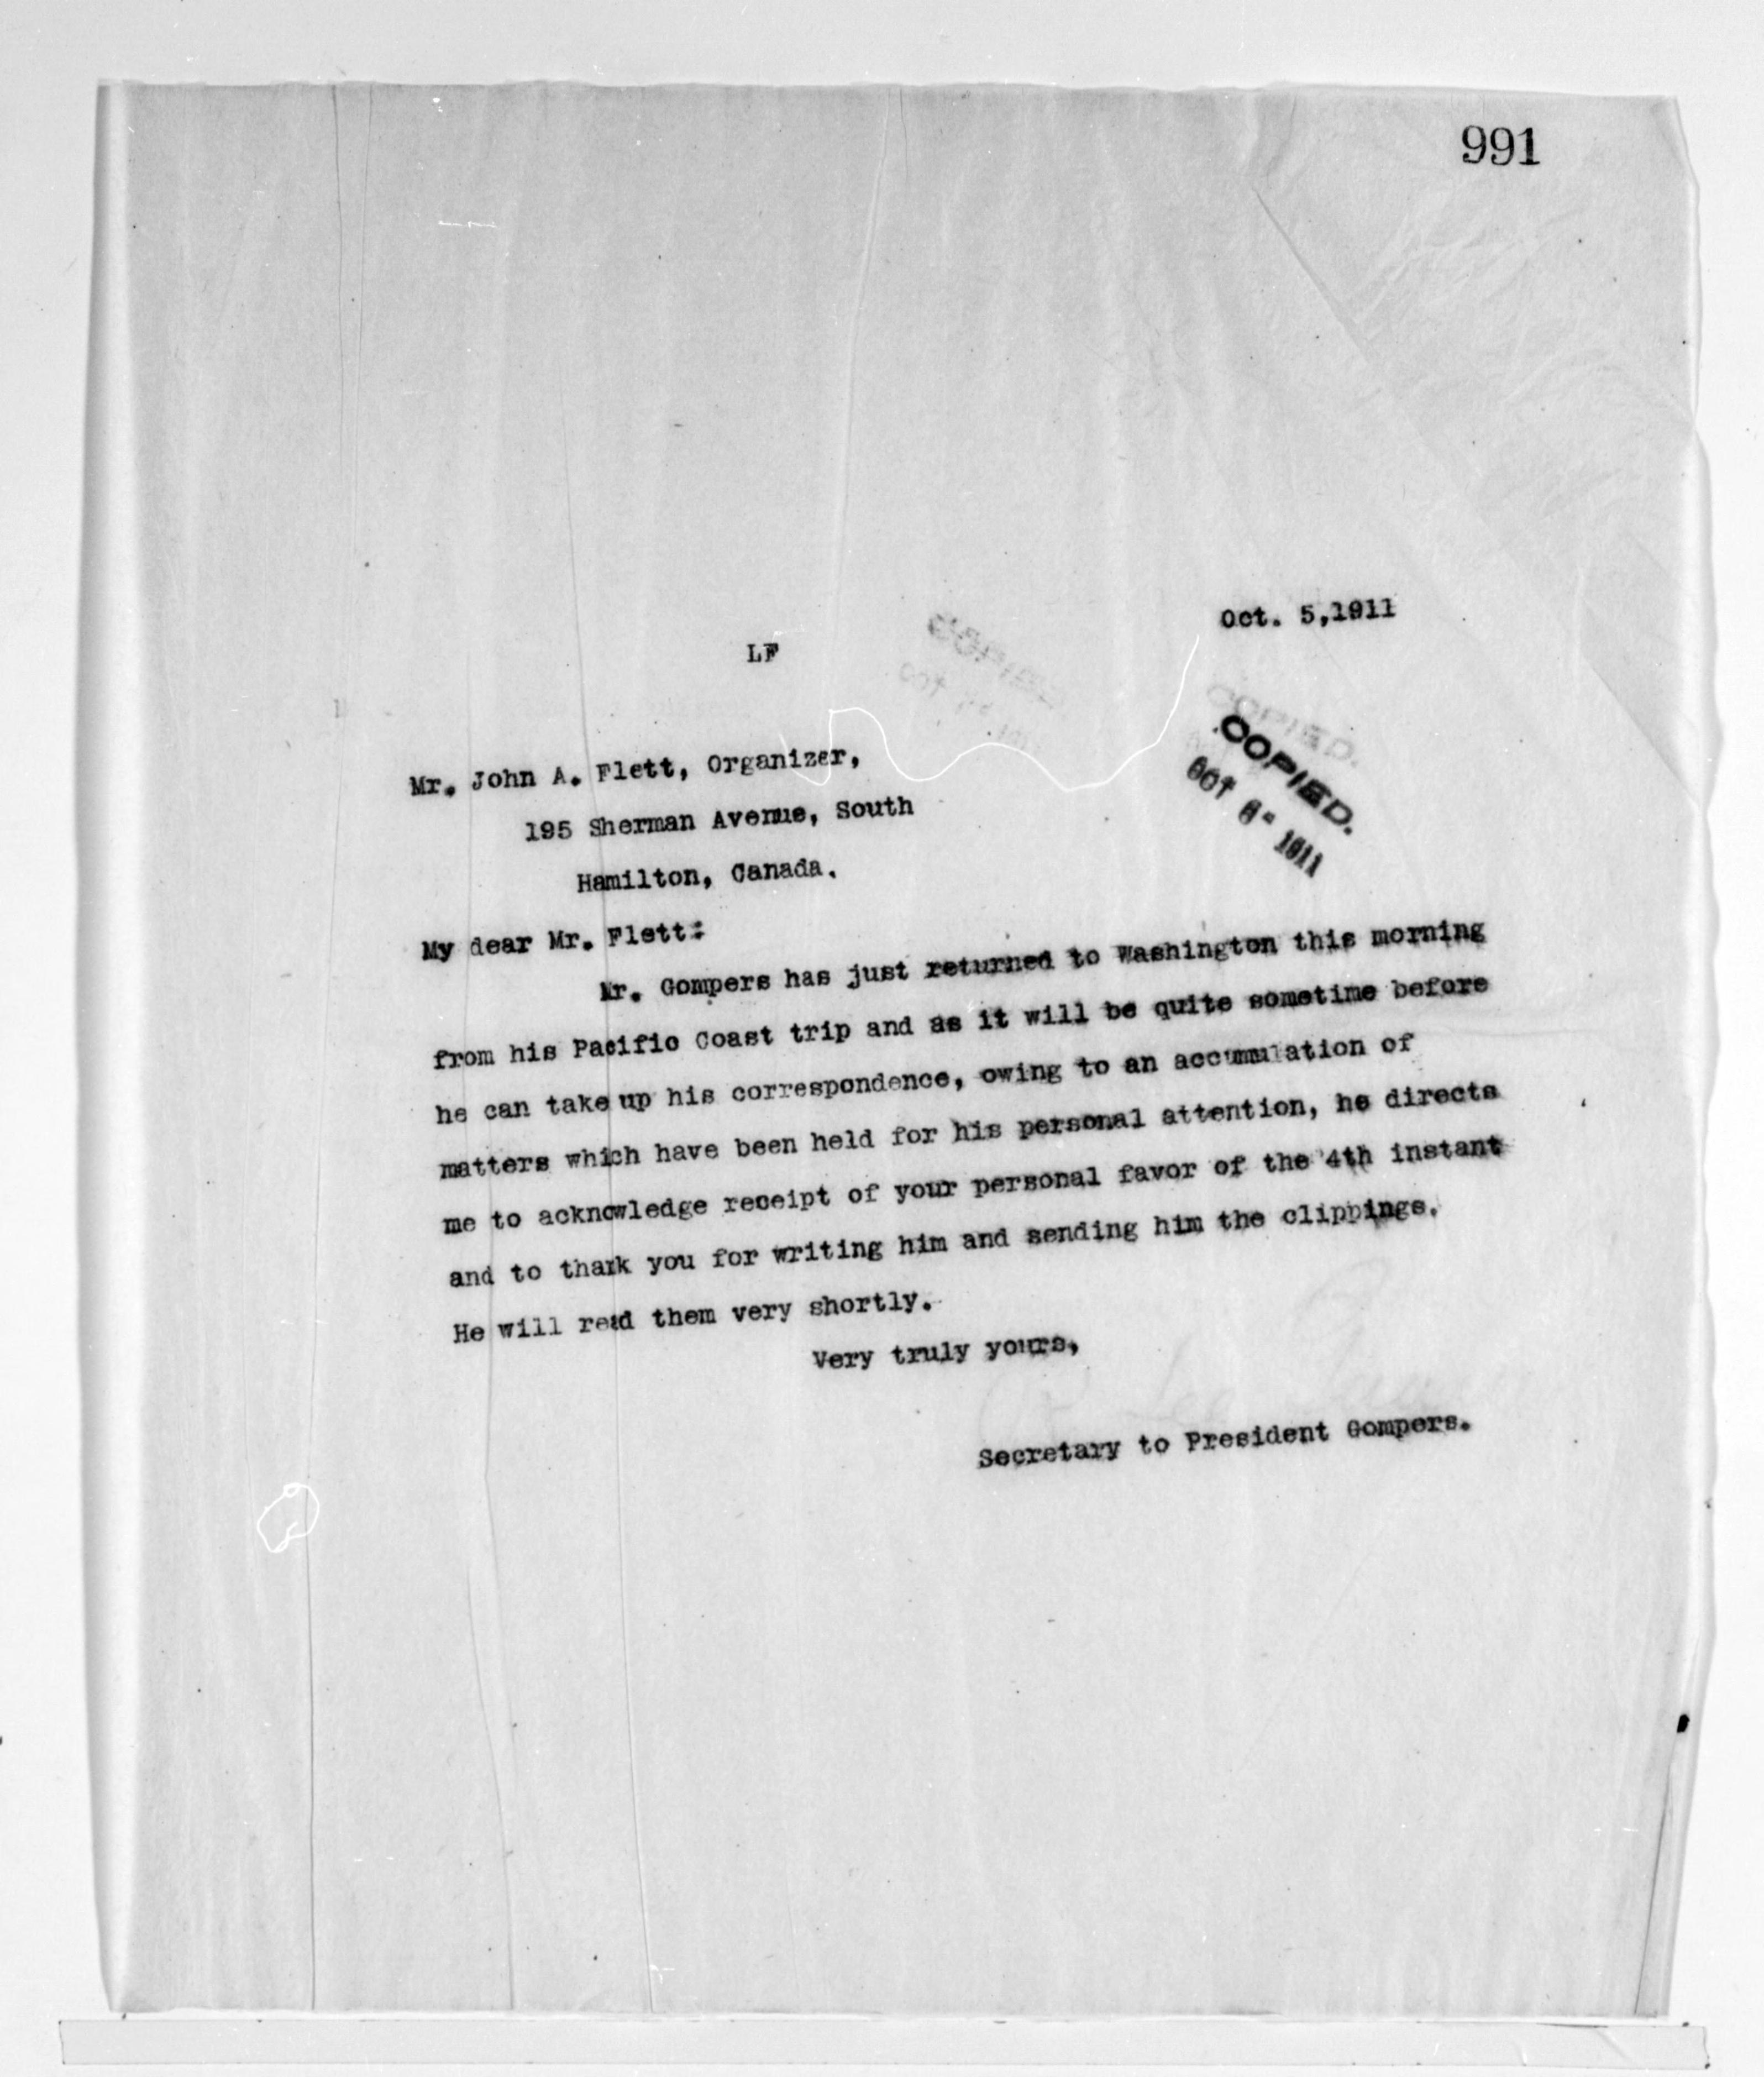 991
Oct. 5,1911
LF
COPIED.
OCT 6- 1911
Mr. John A. Flett, Organizer,
195 Sherman Avenue, South
Hamilton, Canada.
My dear Mr. Flett:
Mr. Gompers has just returned to Washington this morning
from his Pacific Coast trip and as it will be quite sometime before
he can take up his correspondence, owing to an accumulation of
matters which have been held for his personal attention, he directs
me to acknowledge receipt of your personal favor of the 4th instant
and to thank you for writing him and sending him the clippings.
He will read them very shortly.
Very truly yours,
Secretary to President Gompers.